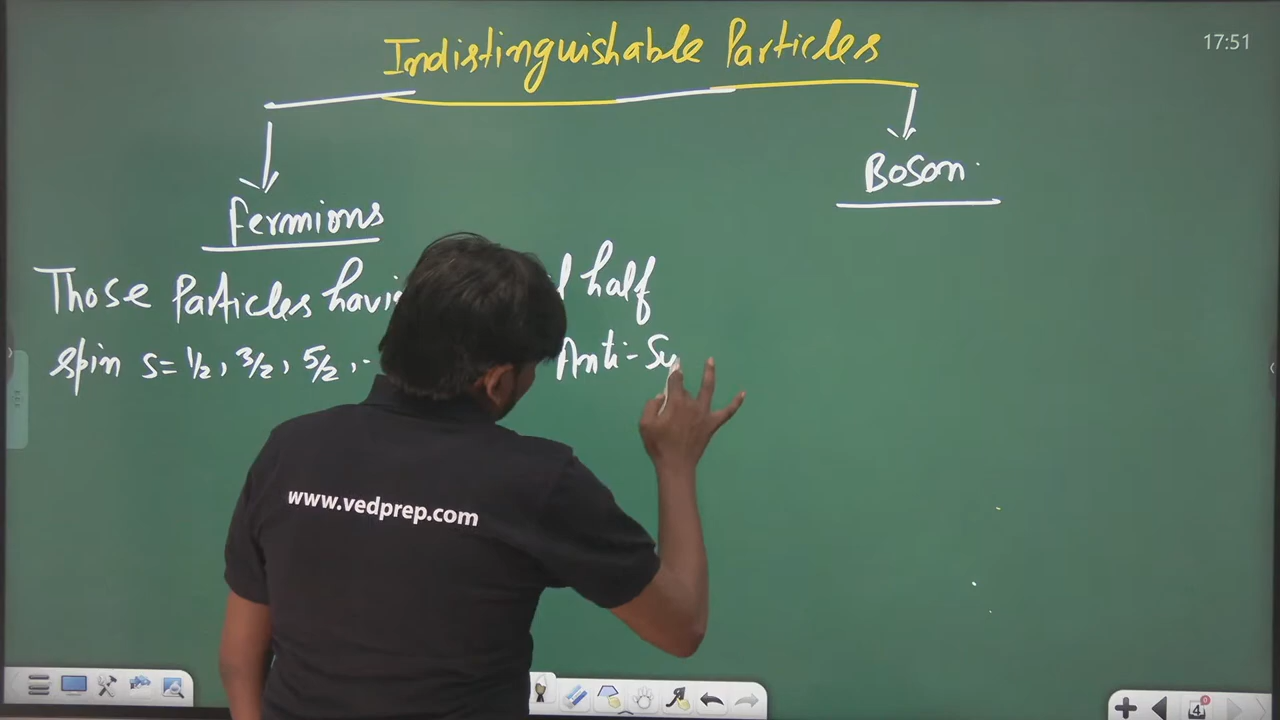 Indistinguishable Particles
17:51
Boson
Fermions
Those Particles half
spin s = 1/2, 3/2, 5/2, .. Anti-Sy
www.vedprep.com
4